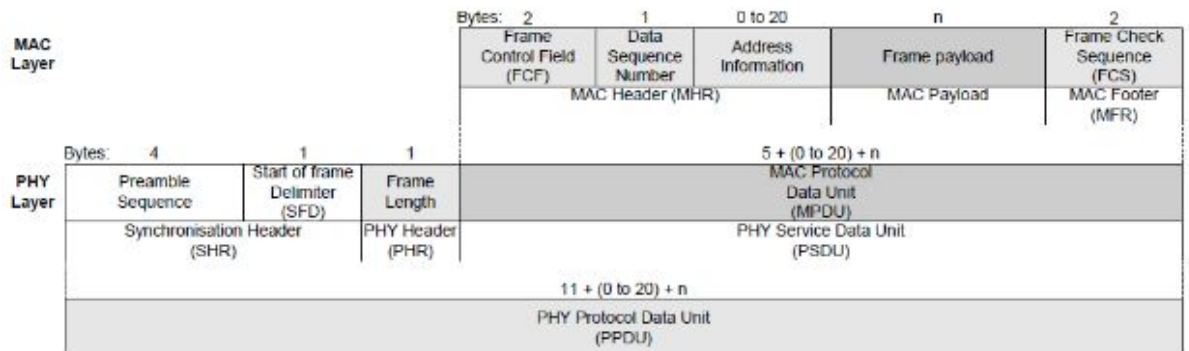 Bytes: 2 1 0 to 20 n 2
MAC
Layer
Frame
Control Field
(FCF)
Data
Sequence
Number
Address
Information
Frame payload
Frame Check
Sequence
(FCS)
MAC Header (MHR)
MAC Payload
MAC Footer
(MFR)
Bytes: 4 1 1 5 + (0 to 20) + n
PHY
Layer
Preamble
Sequence
Start of frame
Delimiter
(SFD)
Frame
Length
MAC Protocol
Data Unit
(MPDU)
Synchronisation Header
(SHR)
PHY Header
(PHR)
PHY Service Data Unit
(PSDU)
11 + (0 to 20) + n
PHY Protocol Data Unit
(PPDU)